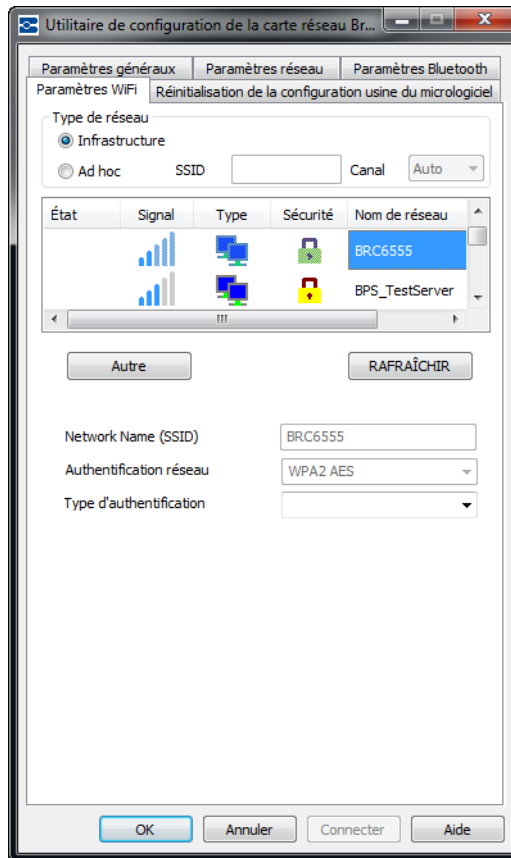 Utilitaire de configuration de la carte réseau Br...
Paramètres généraux Paramètres réseau Paramètres Bluetooth
Paramètres WiFi Réinitialisation de la configuration usine du micrologiciel
Type de réseau
Infrastructure
Ad hoc SSID Canal Auto
État Signal Type Sécurité Nom de réseau
BRC6555
BPS_TestServer
Autre RAFRAÎCHIR
Network Name (SSID) BRC6555
Authentification réseau WPA2 AES
Type d'authentification
OK Annuler Connecter Aide